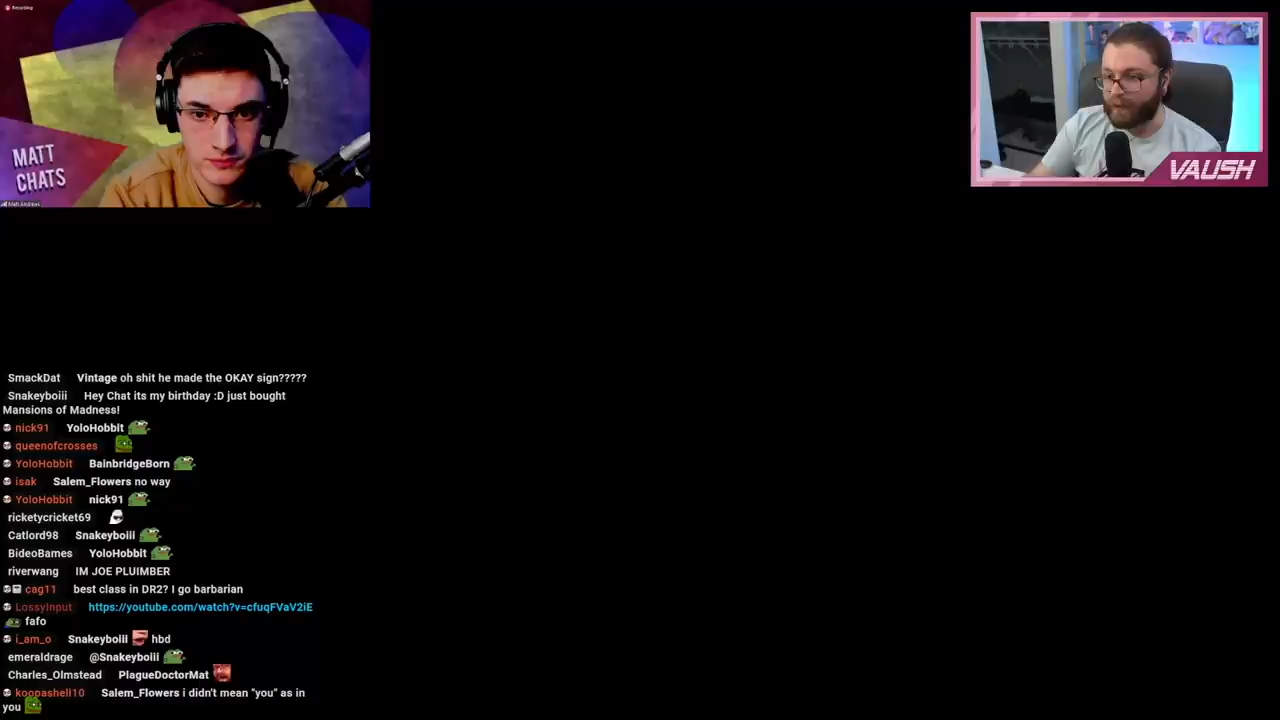 Recording
MATT
CHATS
Matt Andrews
VAUSH
SmackDat Vintage oh shit he made the OKAY sign?????
Snakeyboiii Hey Chat its my birthday :D just bought
Mansions of Madness!
nick91 YoloHobbit
queenofcrosses
YoloHobbit BainbridgeBorn
isak Salem_Flowers no way
YoloHobbit nick91
ricketycricket69
Catlord98 Snakeyboiii
BideoBames YoloHobbit
riverwang IM JOE PLUIMBER
cag11 best class in DR2? I go barbarian
LossyInput https://youtube.com/watch?v=cfuqFVaV2iE
fafo
i_am_o Snakeyboiii hbd
emeraldrage @Snakeyboiii
Charles_Olmstead PlagueDoctorMat
koopashell10 Salem_Flowers i didn't mean "you" as in
you